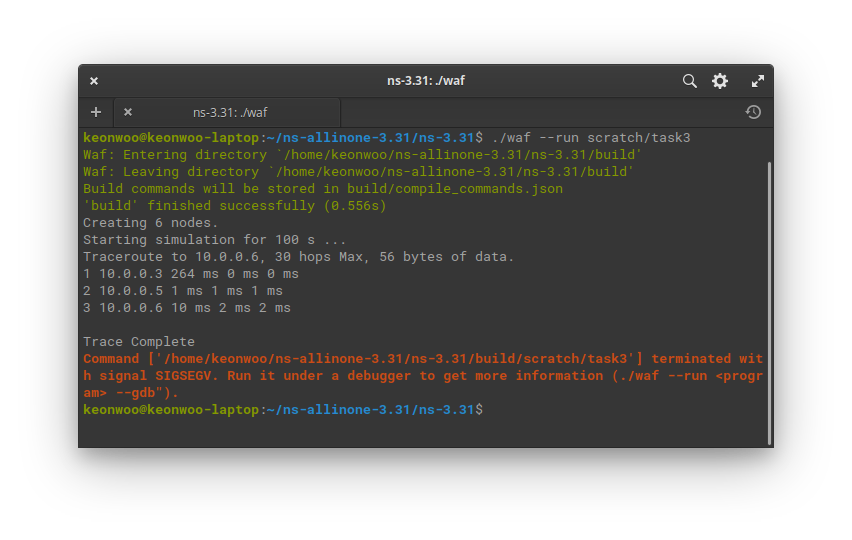 ns-3.31: ./waf
ns-3.31: ./waf
keonwoo@keonwoo-laptop:~/ns-allinone-3.31/ns-3.31$ ./waf --run scratch/task3
Waf: Entering directory `/home/keonwoo/ns-allinone-3.31/ns-3.31/build'
Waf: Leaving directory `/home/keonwoo/ns-allinone-3.31/ns-3.31/build'
Build commands will be stored in build/compile_commands.json
'build' finished successfully (0.556s)
Creating 6 nodes.
Starting simulation for 100 s ...
Traceroute to 10.0.0.6, 30 hops Max, 56 bytes of data.
1 10.0.0.3 264 ms 0 ms 0 ms
2 10.0.0.5 1 ms 1 ms 1 ms
3 10.0.0.6 10 ms 2 ms 2 ms
Trace Complete
Command ['/home/keonwoo/ns-allinone-3.31/ns-3.31/build/scratch/task3'] terminated wit
h signal SIGSEGV. Run it under a debugger to get more information (./waf --run <progr
am> --gdb").
keonwoo@keonwoo-laptop:~/ns-allinone-3.31/ns-3.31$